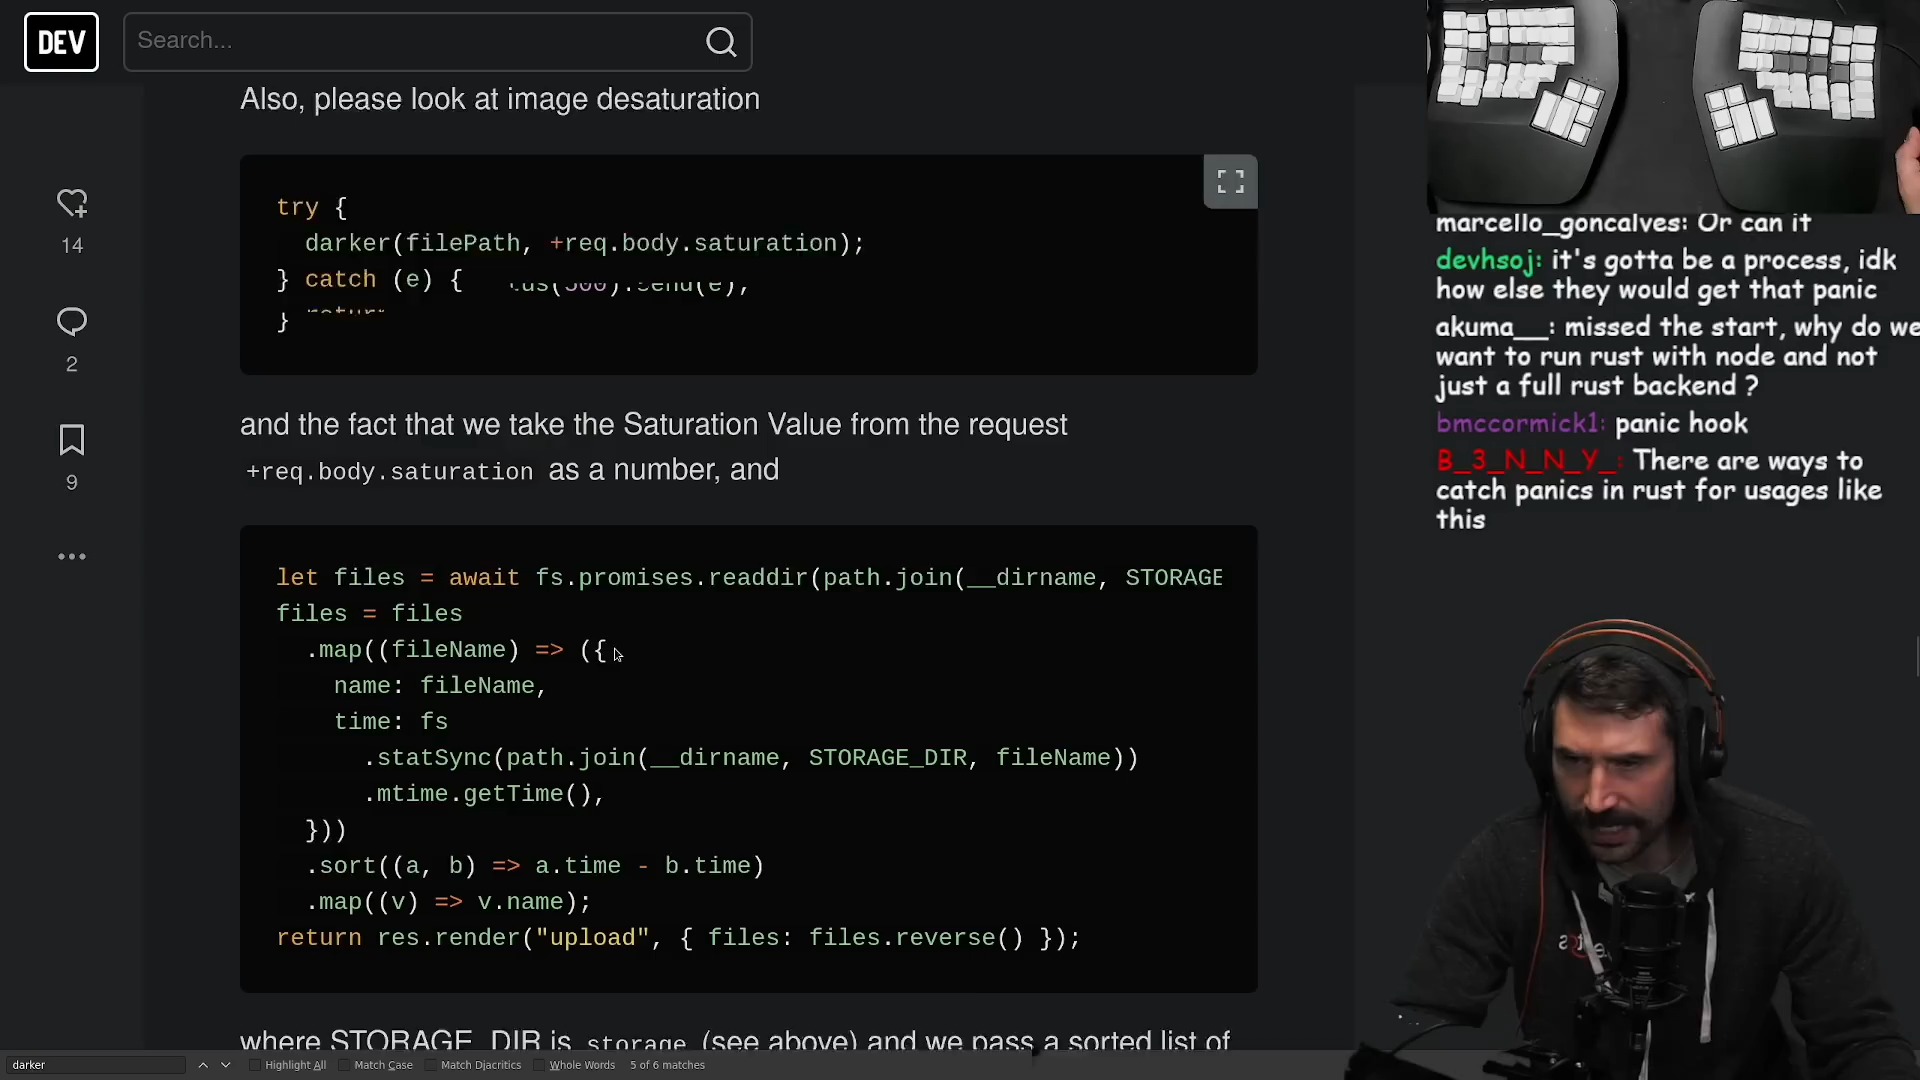 DEV
Search...
Also, please look at image desaturation
try {
darker(filePath, +req.body.saturation);
} catch (e) {
}
and the fact that we take the Saturation Value from the request
+req.body.saturation as a number, and
let files = await fs.promises.readdir(path.join(__dirname, STORAGE
files = files
.map((fileName) => ({
name: fileName,
time: fs
.statSync(path.join(__dirname, STORAGE_DIR, fileName))
.mtime.getTime(),
}))
.sort((a, b) => a.time - b.time)
.map((v) => v.name);
return res.render("upload", { files: files.reverse() });
where STORAGE_DIR is storage (see above) and we pass a sorted list of
14
2
9
marcello_goncalves: Or can it
devhsoj: it's gotta be a process, idk
how else they would get that panic
akuma__: missed the start, why do we
want to run rust with node and not
just a full rust backend ?
bmccormick1: panic hook
B_3_N_N_Y_: There are ways to
catch panics in rust for usages like
this
darker
Highlight All
Match Case
Match Diacritics
Whole Words
5 of 6 matches